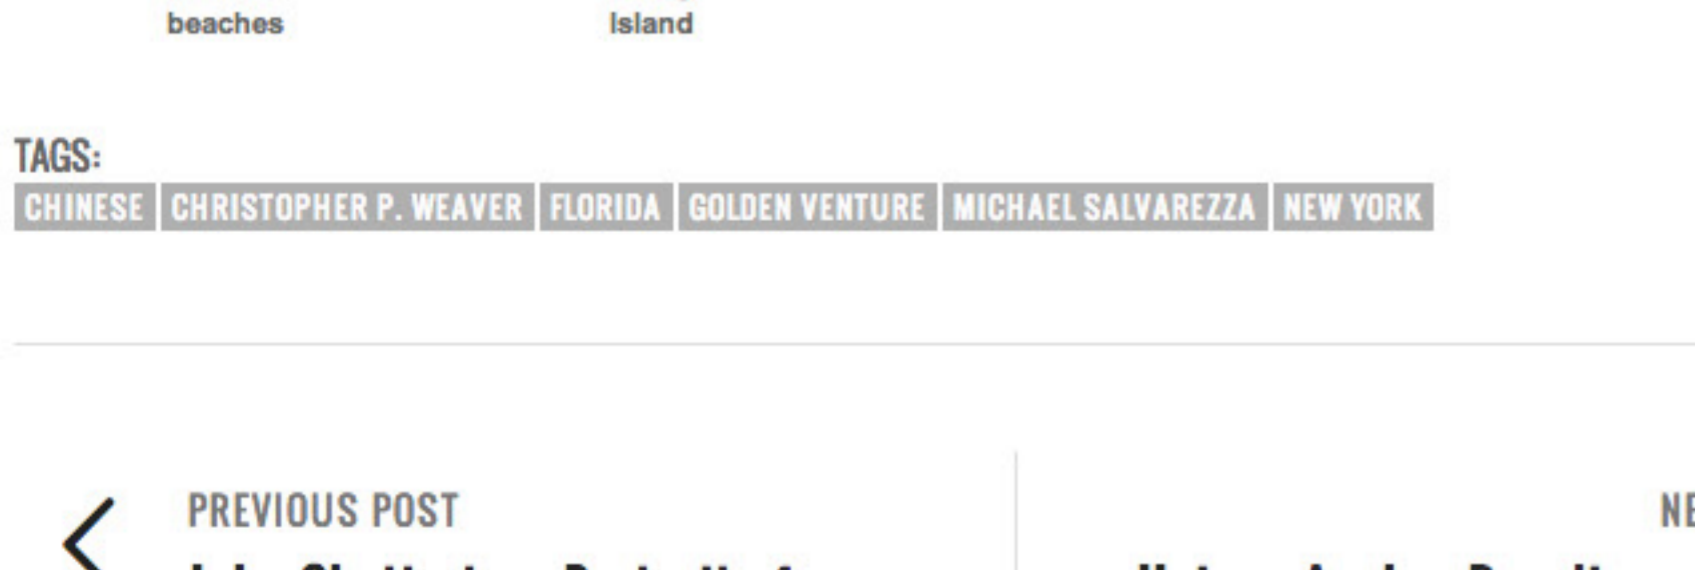 beaches
Island
TAGS:
CHINESE CHRISTOPHER P. WEAVER FLORIDA GOLDEN VENTURE MICHAEL SALVAREZZA NEW YORK
PREVIOUS POST